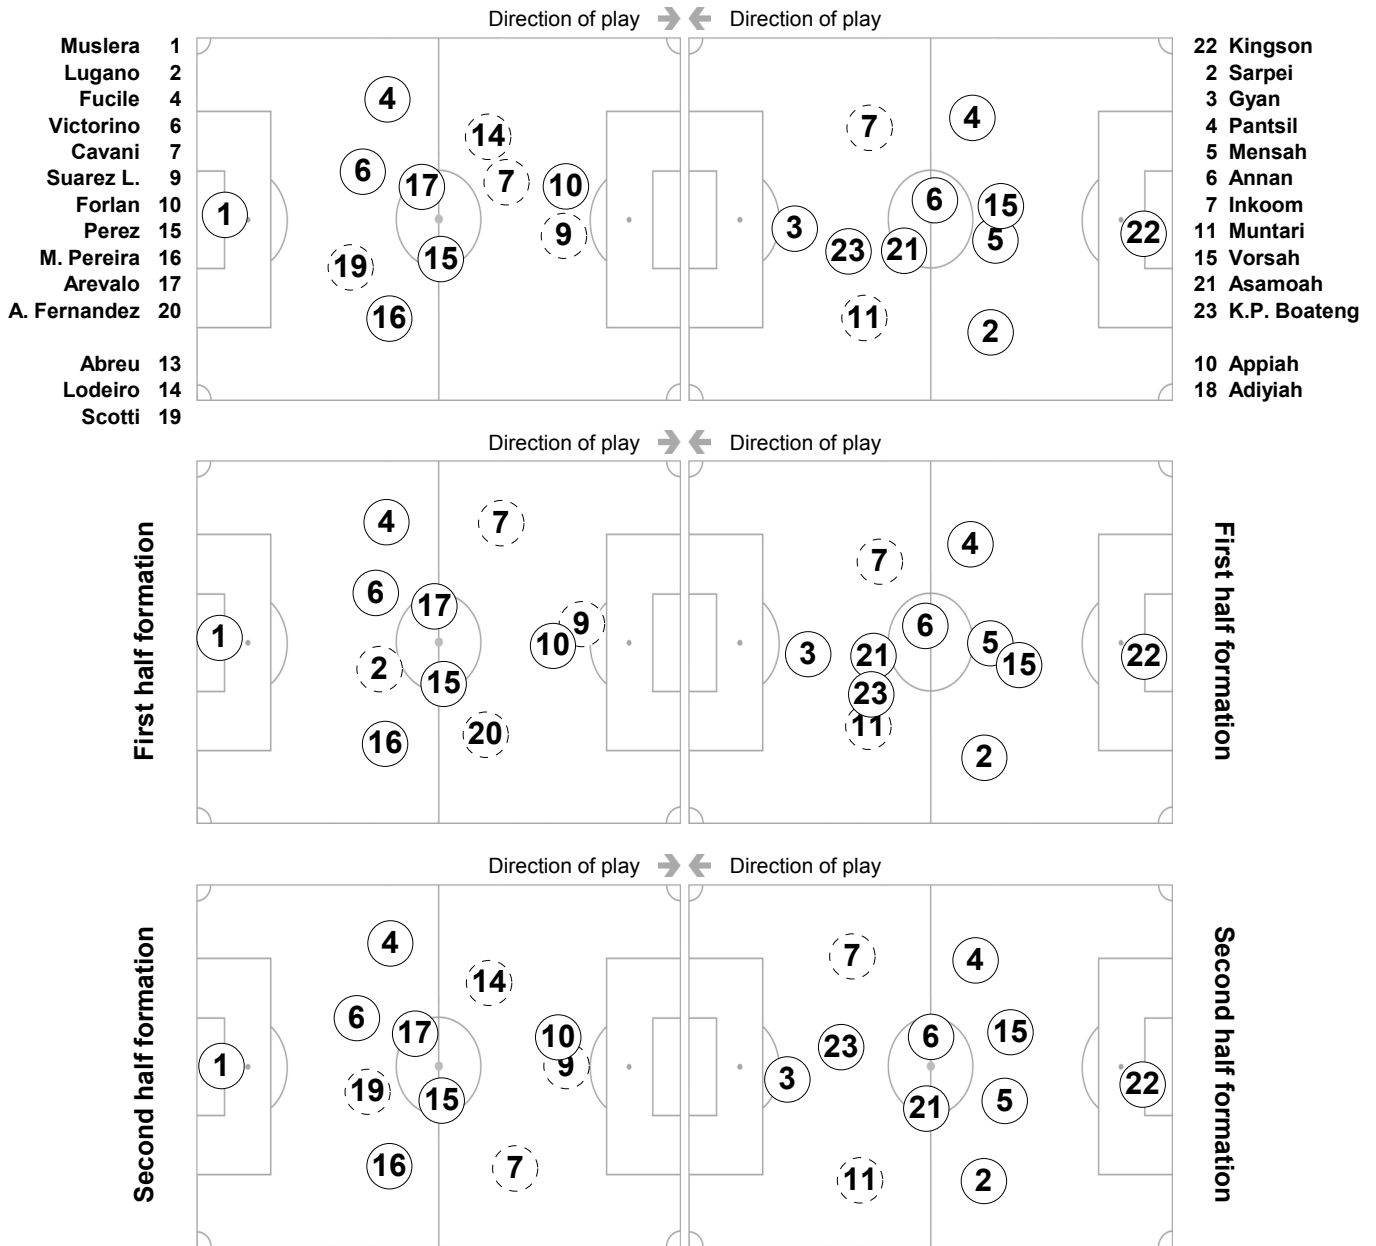 Direction of play Direction of play
Muslera 1
Lugano 2
Fucile 4
Victorino 6
Cavani 7
Suarez L. 9
Forlan 10
Perez 15
M. Pereira 16
Arevalo 17
A. Fernandez 20
Abreu 13
Lodeiro 14
Scotti 19
4
14
6
17
7
10
1
9
15
19
16
7
4
6
15
3
5
22
23
21
11
2
22 Kingson
2 Sarpei
3 Gyan
4 Pantsil
5 Mensah
6 Annan
7 Inkoom
11 Muntari
15 Vorsah
21 Asamoah
23 K.P. Boateng
10 Appiah
18 Adiyiah
Direction of play Direction of play
First half formation
4
7
6
17
9
1
10
2
15
20
16
4
7
6
5
3
21
15
22
23
11
2
First half formation
Direction of play Direction of play
Second half formation
4
14
6
17
10
1
9
19
15
16
7
7
4
6
15
23
3
22
21
5
11
2
Second half formation